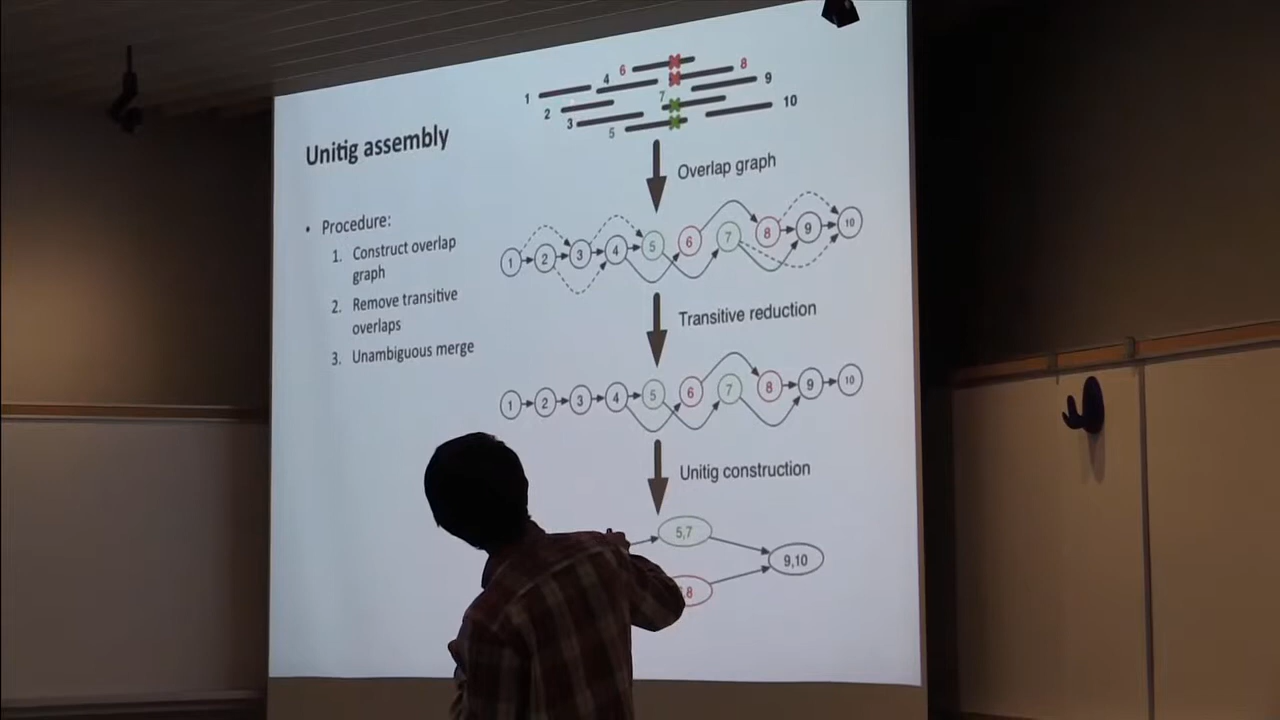 Unitig assembly
• Procedure:
1. Construct overlap
graph
2. Remove transitive
overlaps
3. Unambiguous merge
6
8
4
9
1
7
2
10
3
5
Overlap graph
1 2 3 4 5 6 7 8 9 10
Transitive reduction
1 2 3 4 5 6 7 8 9 10
Unitig construction
5,7
9,10
8